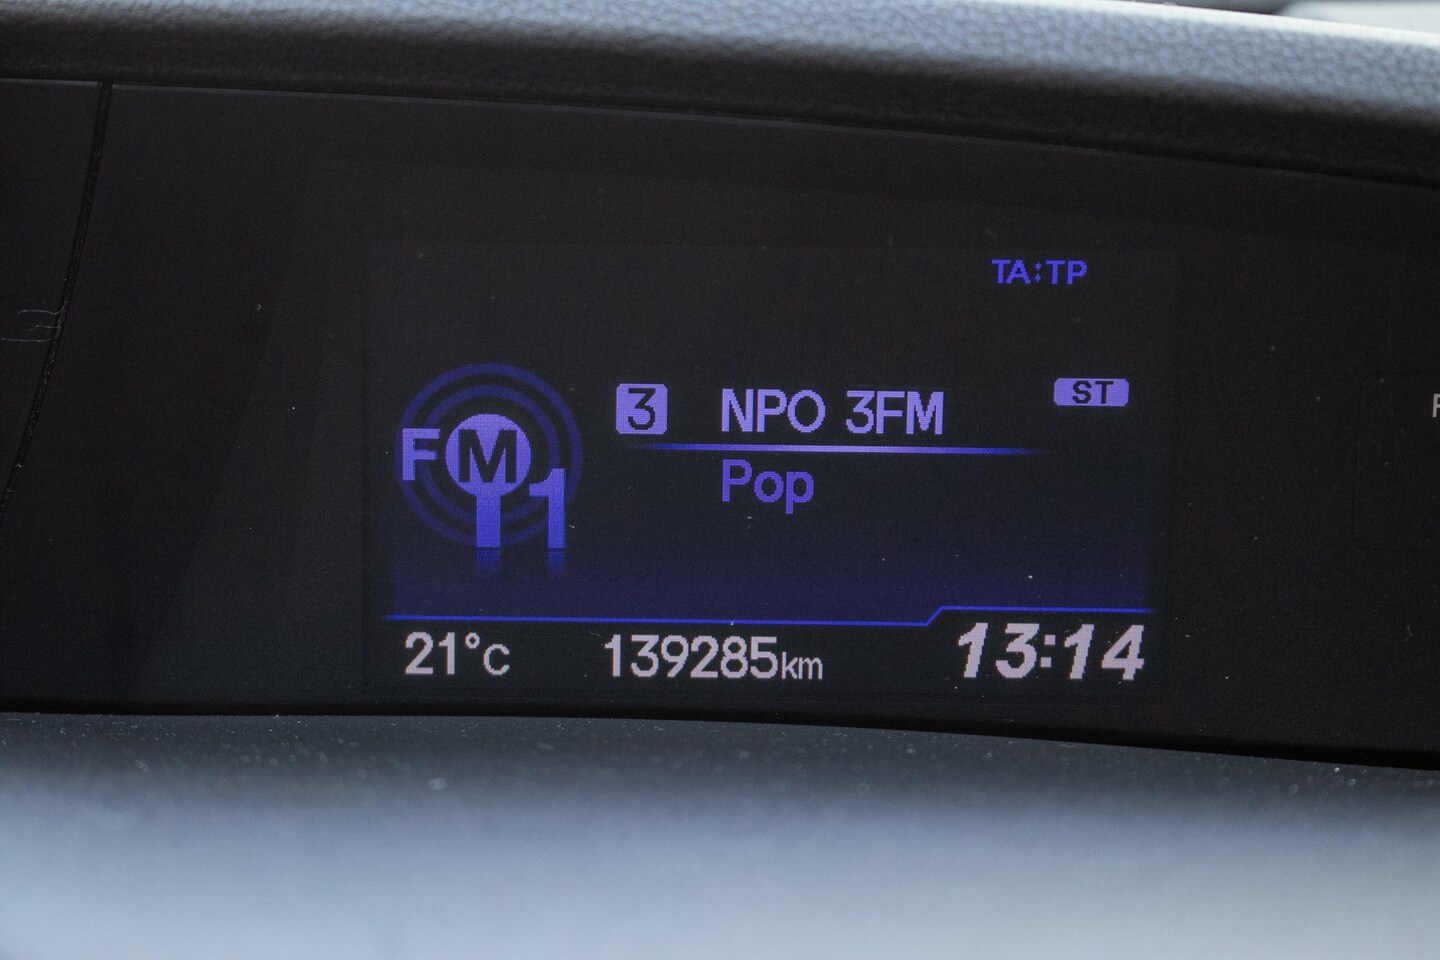 TA:TP
FM1
3 NPO 3FM ST
Pop
21°C 139285km 13:14